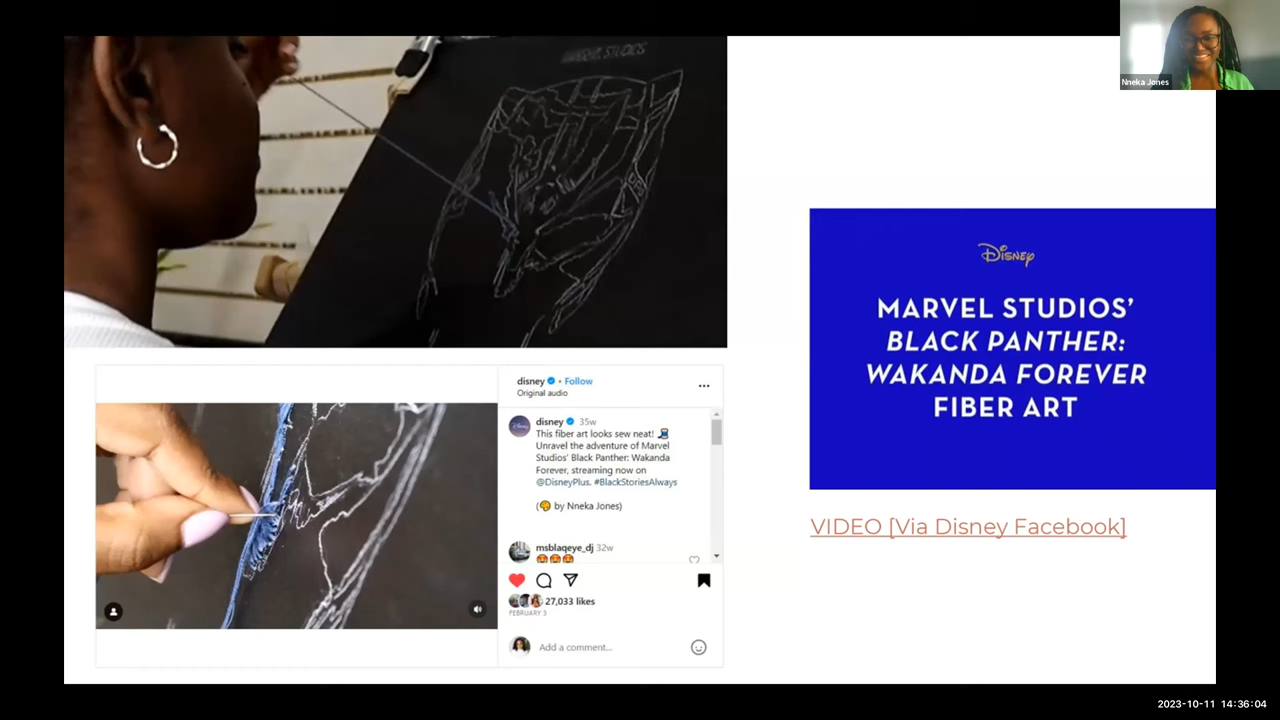 MARVEL STUDIOS
Nneka Jones
Disney
MARVEL STUDIOS'
BLACK PANTHER:
WAKANDA FOREVER
FIBER ART
VIDEO [Via Disney Facebook]
disney • Follow
Original audio
disney 35w
This fiber art looks sew neat!
Unravel the adventure of Marvel
Studios' Black Panther: Wakanda
Forever, streaming now on
@DisneyPlus. #BlackStoriesAlways
( by Nneka Jones)
msblaqeye_dj 32w
27,033 likes
FEBRUARY 3
Add a comment...
2023-10-11 14:36:04